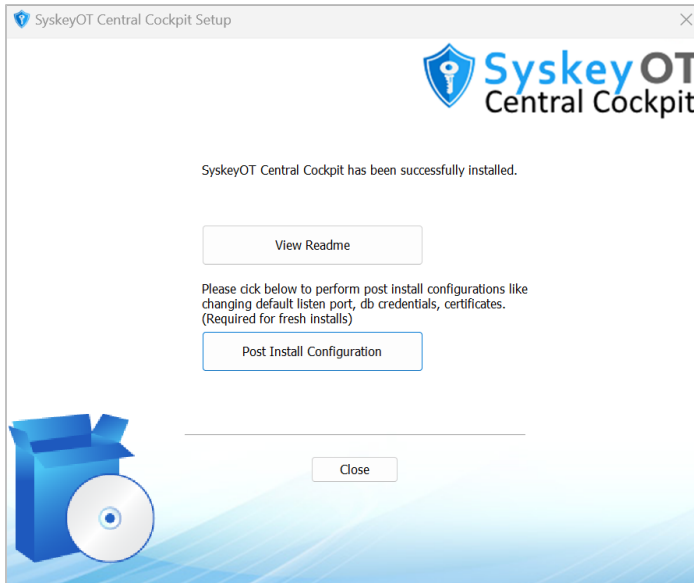 SyskeyOT Central Cockpit Setup
Syskey OT
Central Cockpit
SyskeyOT Central Cockpit has been successfully installed.
View Readme
Please cick below to perform post install configurations like
changing default listen port, db credentials, certificates.
(Required for fresh installs)
Post Install Configuration
Close